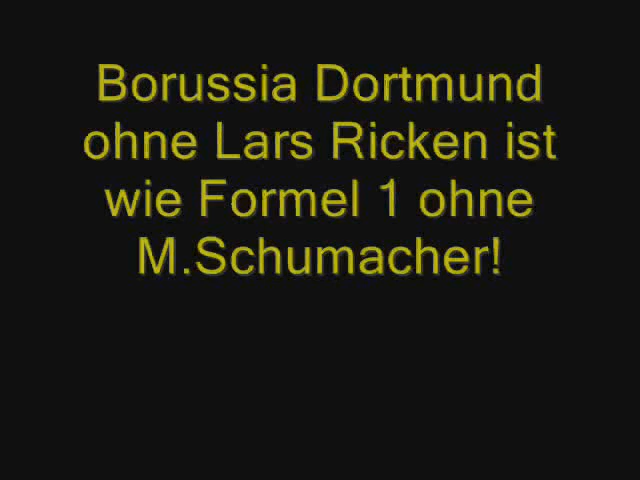 Borussia Dortmund
ohne Lars Ricken ist
wie Formel 1 ohne
M.Schumacher!